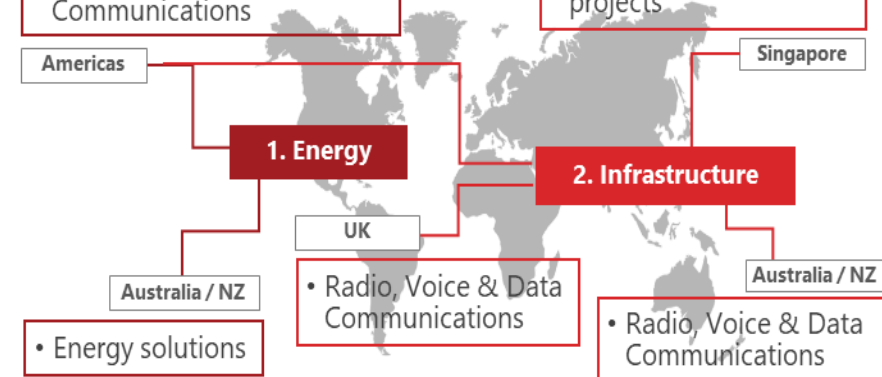 Communications
projects
Americas
Singapore
1. Energy
2. Infrastructure
UK
Australia / NZ
Australia / NZ
• Radio, Voice & Data
Communications
• Energy solutions
• Radio, Voice & Data
Communications